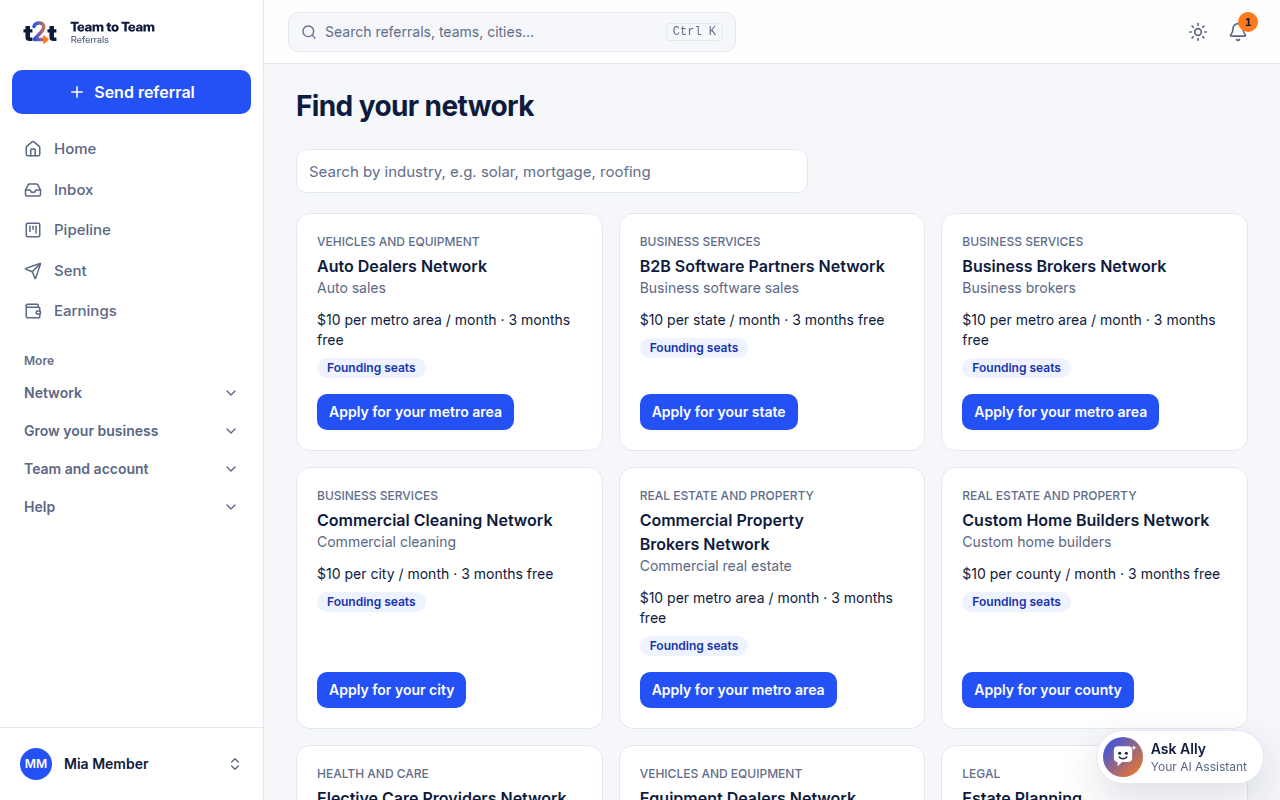 t2t
Team to Team
Referrals
Search referrals, teams, cities...
Ctrl K
1
Send referral
Home
Inbox
Pipeline
Sent
Earnings
More
Network
Grow your business
Team and account
Help
MM
Mia Member
Find your network
Search by industry, e.g. solar, mortgage, roofing
VEHICLES AND EQUIPMENT
Auto Dealers Network
Auto sales
$10 per metro area / month · 3 months
free
Founding seats
Apply for your metro area
BUSINESS SERVICES
B2B Software Partners Network
Business software sales
$10 per state / month · 3 months free
Founding seats
Apply for your state
BUSINESS SERVICES
Business Brokers Network
Business brokers
$10 per metro area / month · 3 months
free
Founding seats
Apply for your metro area
BUSINESS SERVICES
Commercial Cleaning Network
Commercial cleaning
$10 per city / month · 3 months free
Founding seats
Apply for your city
REAL ESTATE AND PROPERTY
Commercial Property
Brokers Network
Commercial real estate
$10 per metro area / month · 3 months
free
Founding seats
Apply for your metro area
REAL ESTATE AND PROPERTY
Custom Home Builders Network
Custom home builders
$10 per county / month · 3 months free
Founding seats
Apply for your county
HEALTH AND CARE
Elective Care Providers Network
VEHICLES AND EQUIPMENT
Equipment Dealers Network
LEGAL
Estate Planning
Ask Ally
Your AI Assistant